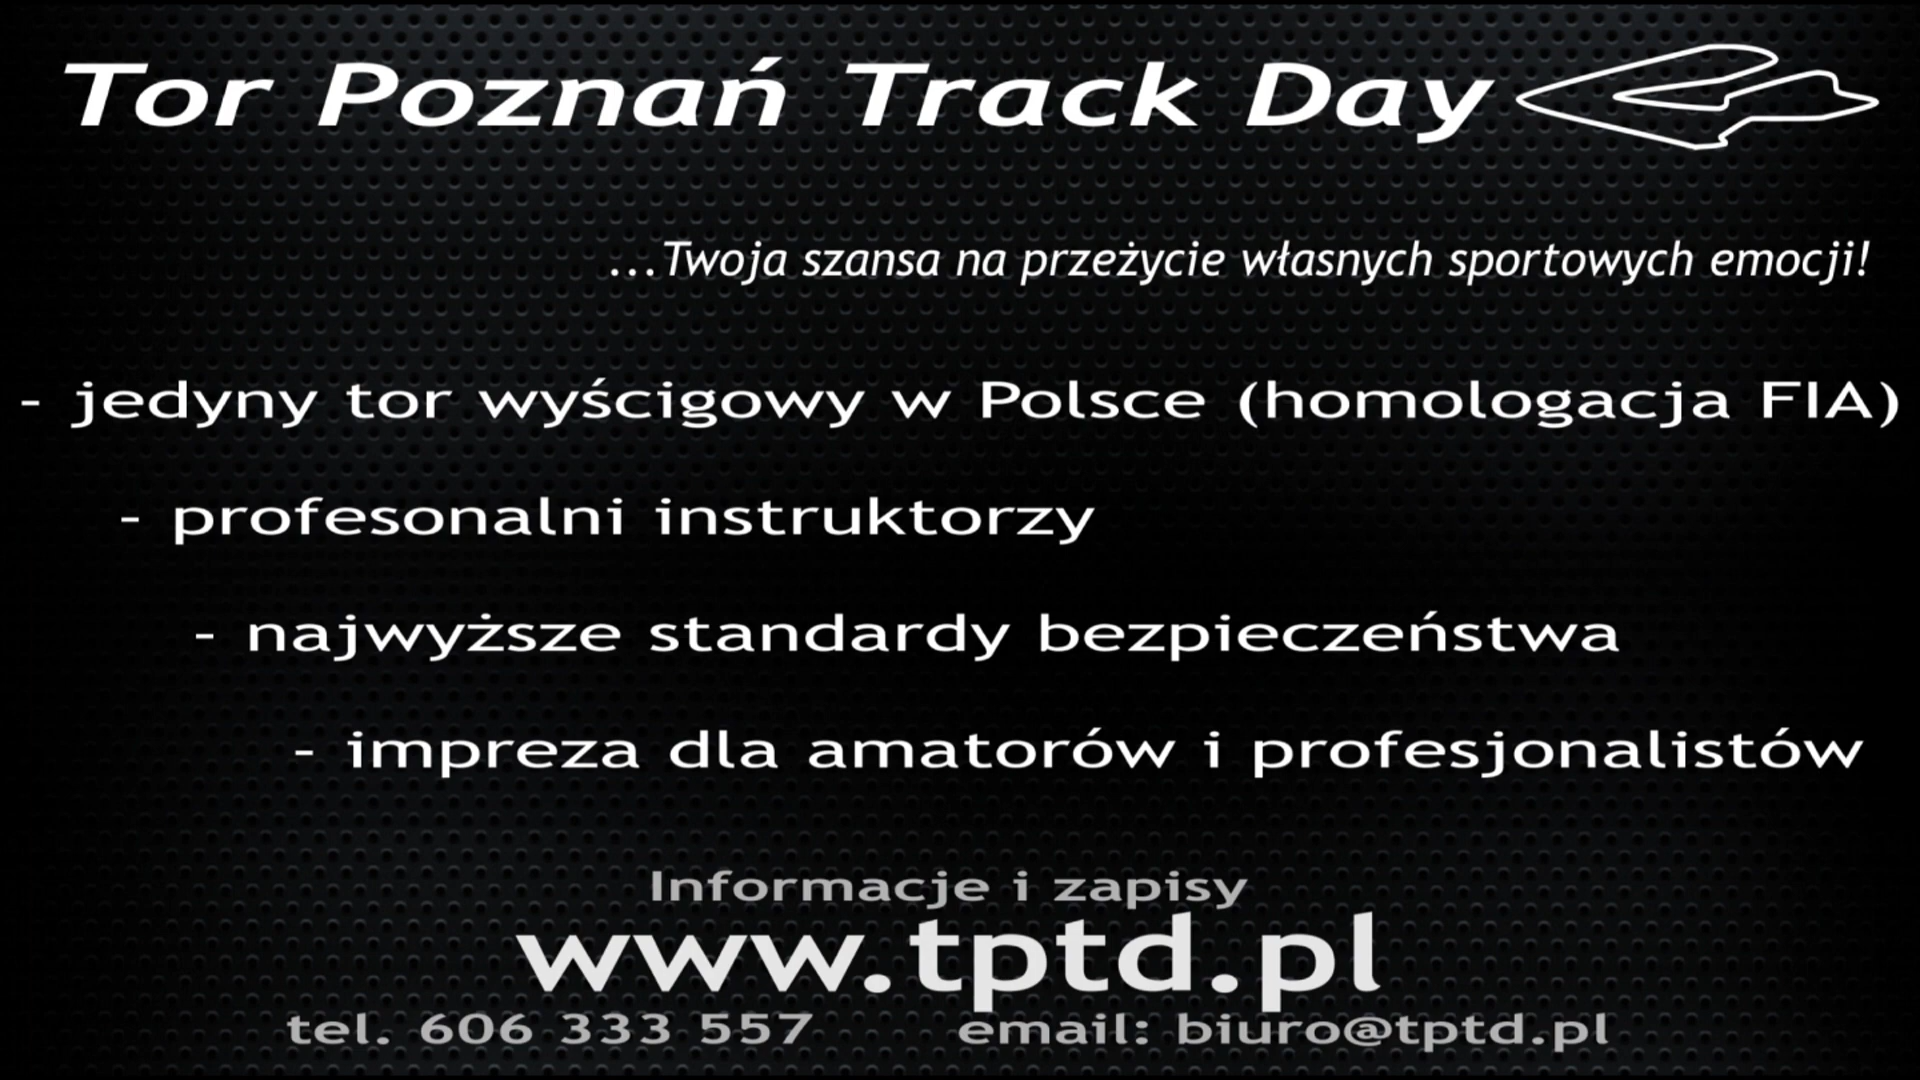 Tor Poznań Track Day
...Twoja szansa na przeżycie własnych sportowych emocji!
- jedyny tor wyścigowy w Polsce (homologacja FIA)
- profesonalni instruktorzy
- najwyższe standardy bezpieczeństwa
- impreza dla amatorów i profesjonalistów
Informacje i zapisy
www.tptd.pl
tel. 606 333 557 email: biuro@tptd.pl